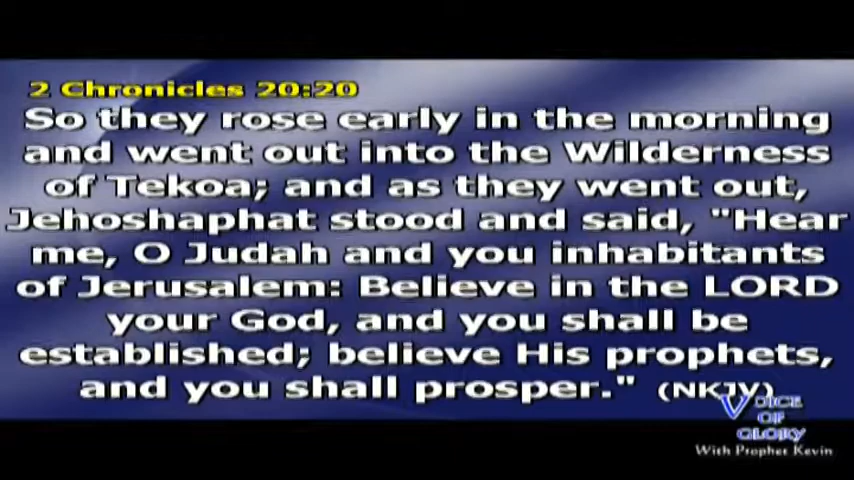 2 Chronicles 20:20
So they rose early in the morning
and went out into the Wilderness
of Tekoa; and as they went out,
Jehoshaphat stood and said, "Hear
me, O Judah and you inhabitants
of Jerusalem: Believe in the LORD
your God, and you shall be
established; believe His prophets,
and you shall prosper." (NKJV)
VOICE
OF
GLORY
With Prophet Kevin